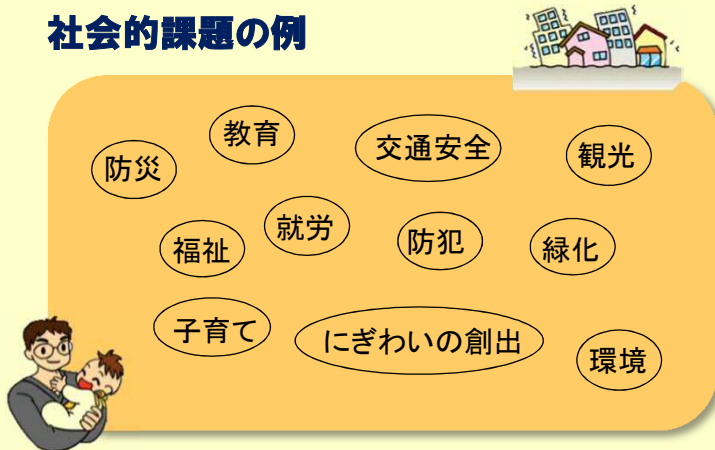 社会的課題の例
教育
交通安全
観光
防災
就労
防犯
緑化
福祉
子育て
にぎわいの創出
環境